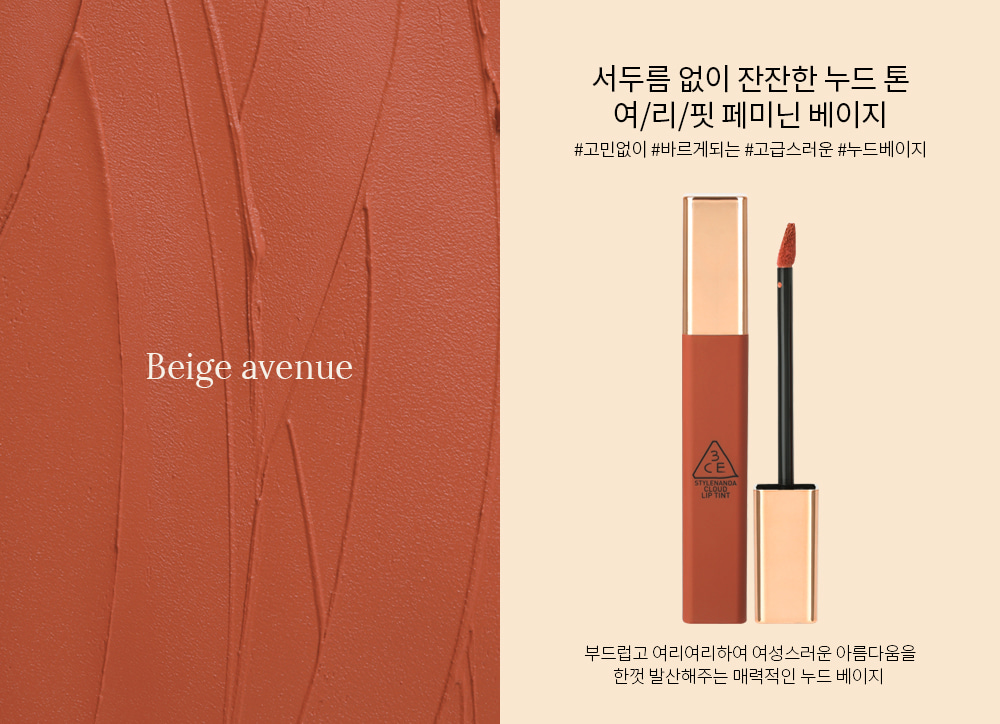 Beige avenue
서두름 없이 잔잔한 누드 톤
여/리/핏 페미닌 베이지
#고민없이 #바르게되는 #고급스러운 #누드베이지
3
CE
STYLENANDA
CLOUD
LIP TINT
부드럽고 여리여리하여 여성스러운 아름다움을
한껏 발산해주는 매력적인 누드 베이지